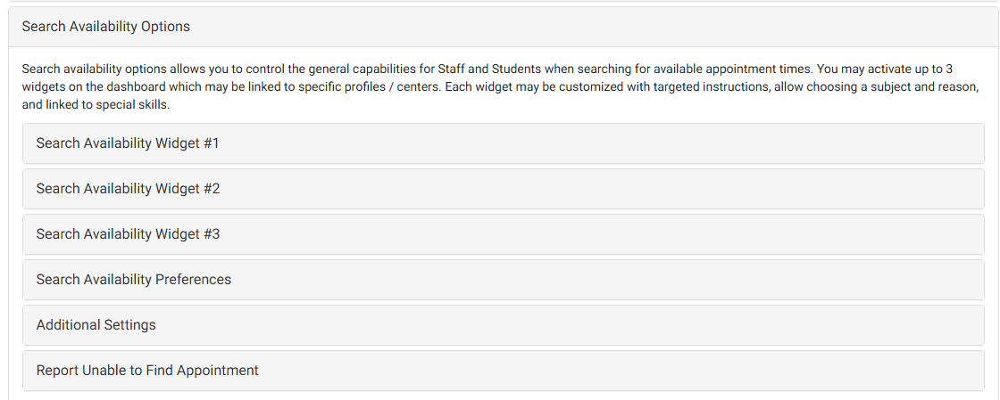 Search Availability Options
Search availability options allows you to control the general capabilities for Staff and Students when searching for available appointment times. You may activate up to 3
widgets on the dashboard which may be linked to specific profiles / centers. Each widget may be customized with targeted instructions, allow choosing a subject and reason,
and linked to special skills.
Search Availability Widget #1
Search Availability Widget #2
Search Availability Widget #3
Search Availability Preferences
Additional Settings
Report Unable to Find Appointment